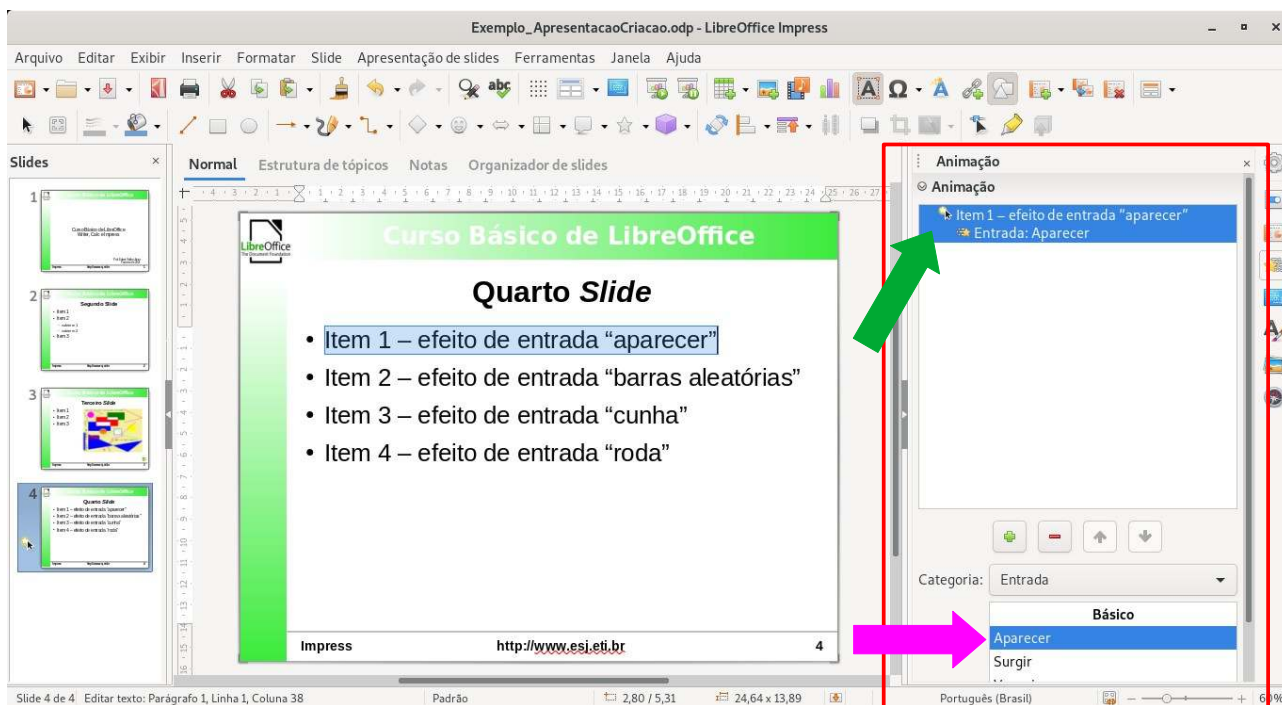 Exemplo_ApresentacaoCriacao.odp - LibreOffice Impress
Arquivo Editar Exibir Inserir Formatar Slide Apresentação de slides Ferramentas Janela Ajuda
Slides
Normal Estrutura de tópicos Notas Organizador de slides
1
2
Segundo Slide
3
Terceiro Slide
4
Quarto Slide
LibreOffice
The Document Foundation
Curso Básico de LibreOffice
Quarto Slide
• Item 1 – efeito de entrada “aparecer”
• Item 2 – efeito de entrada “barras aleatórias”
• Item 3 – efeito de entrada “cunha”
• Item 4 – efeito de entrada “roda”
Impress http://www.esj.eti.br 4
Animação
Animação
Item 1 – efeito de entrada "aparecer"
Entrada: Aparecer
Categoria: Entrada
Básico
Aparecer
Surgir
Slide 4 de 4 Editar texto: Parágrafo 1, Linha 1, Coluna 38 Padrão 2,80 / 5,31 24,64 x 13,89 Português (Brasil) 60%